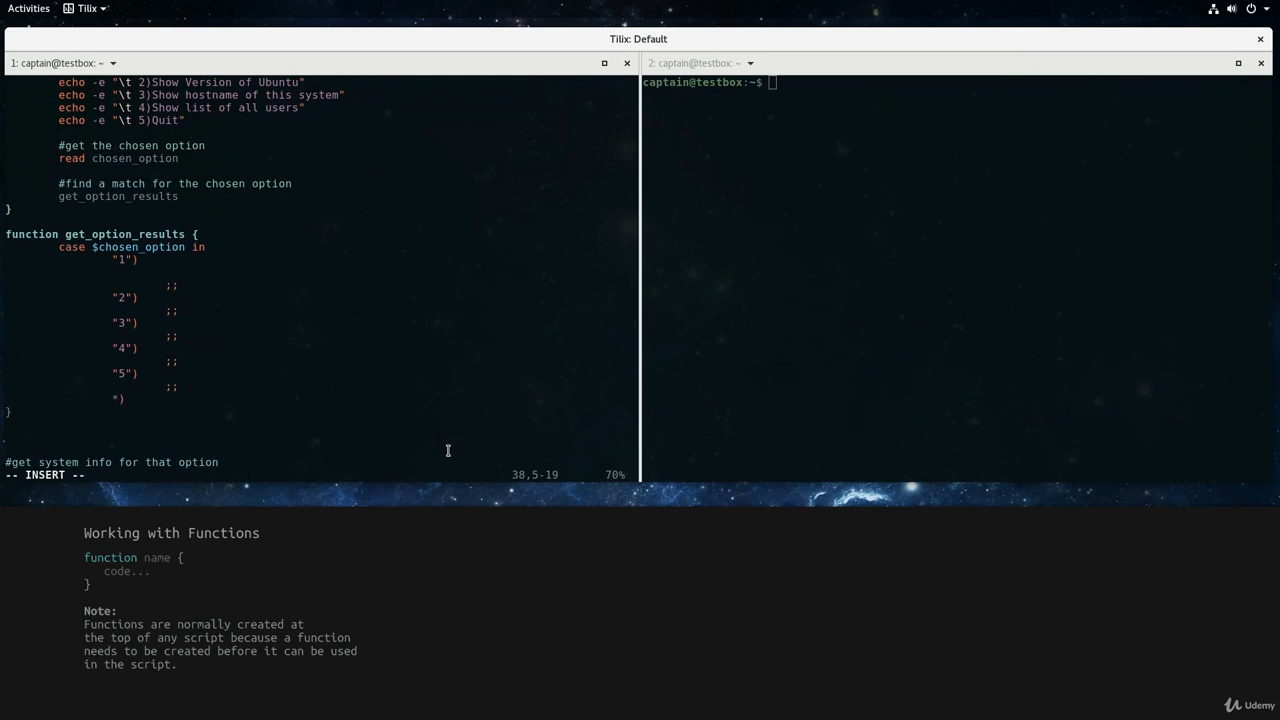 Activities Tilix
Tilix: Default
1: captain@testbox: ~
2: captain@testbox: ~
echo -e "\t 2)Show Version of Ubuntu"
echo -e "\t 3)Show hostname of this system"
echo -e "\t 4)Show list of all users"
echo -e "\t 5)Quit"
#get the chosen option
read chosen_option
#find a match for the chosen option
get_option_results
}
function get_option_results {
case $chosen_option in
"1")
;;
"2")
;;
"3")
;;
"4")
;;
"5")
;;
*)
}
#get system info for that option
-- INSERT -- 38,5-19 70%
captain@testbox:~$
Working with Functions
function name {
code...
}
Note:
Functions are normally created at
the top of any script because a function
needs to be created before it can be used
in the script.
Udemy